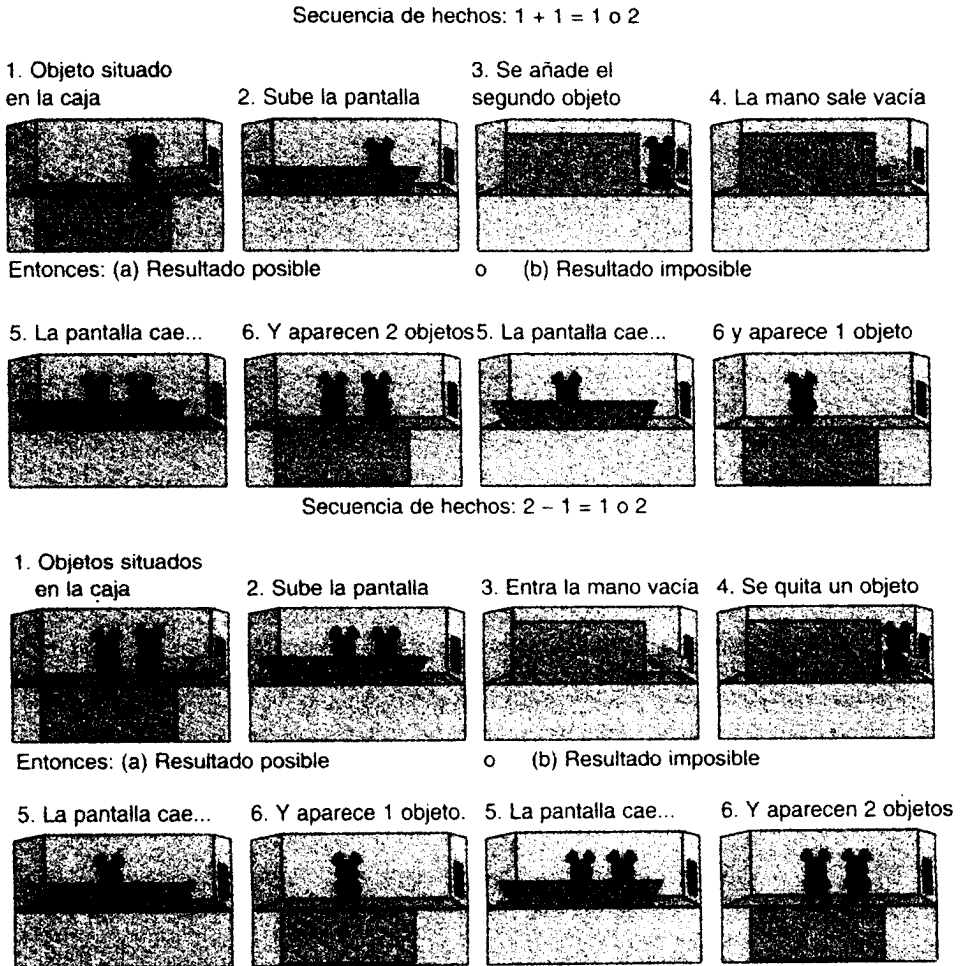 Secuencia de hechos: 1 + 1 = 1 o 2
1. Objeto situado
en la caja
2. Sube la pantalla
3. Se añade el
segundo objeto
4. La mano sale vacía
Entonces: (a) Resultado posible
o (b) Resultado imposible
5. La pantalla cae...
6. Y aparecen 2 objetos
5. La pantalla cae...
6 y aparece 1 objeto
Secuencia de hechos: 2 – 1 = 1 o 2
1. Objetos situados
en la caja
2. Sube la pantalla
3. Entra la mano vacía
4. Se quita un objeto
Entonces: (a) Resultado posible
o (b) Resultado imposible
5. La pantalla cae...
6. Y aparece 1 objeto.
5. La pantalla cae...
6. Y aparecen 2 objetos